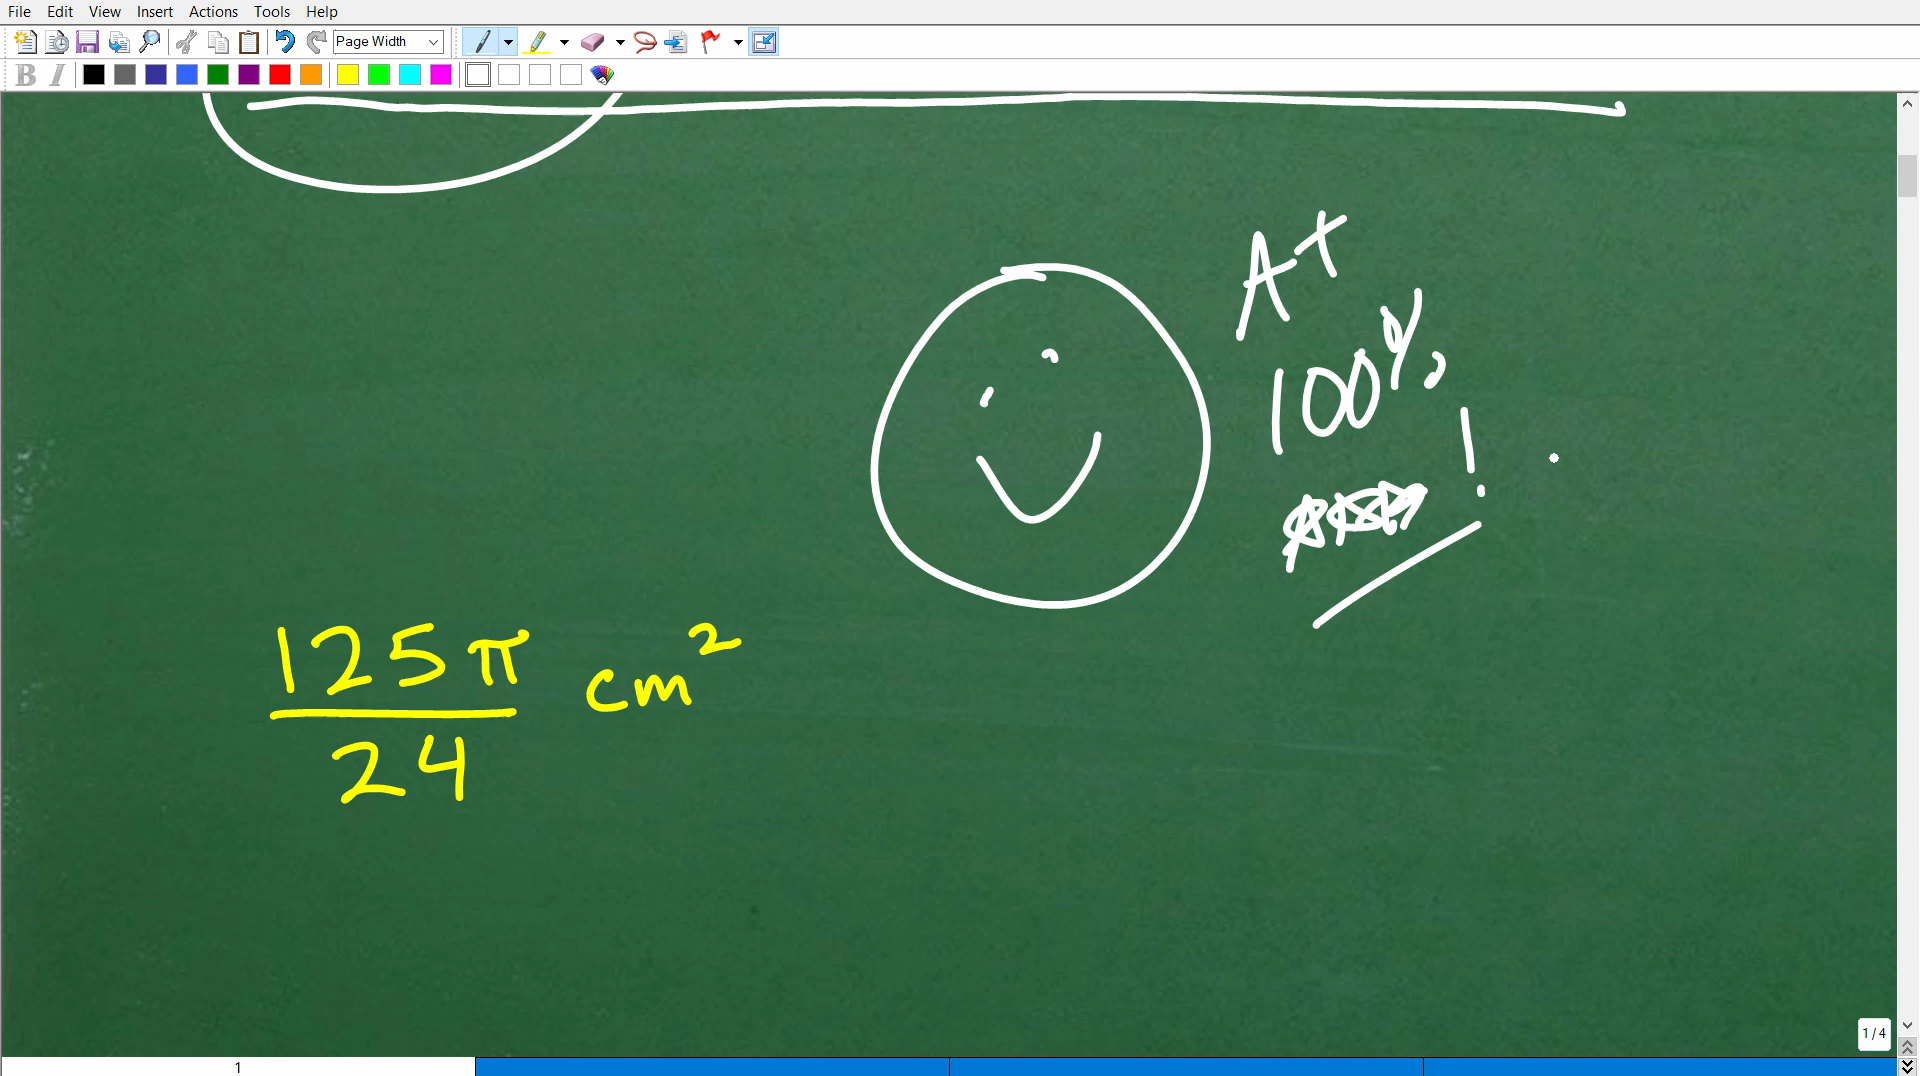 File Edit View Insert Actions Tools Help
Page Width
B I
A+
100%
!
125π cm²
24
1/4
1